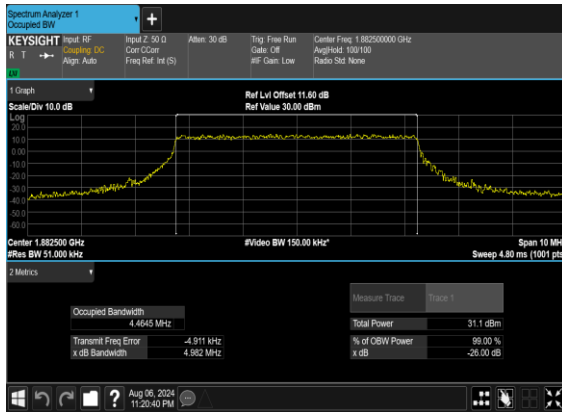 Spectrum Analyzer 1
Occupied BW
+
KEYSIGHT
R T
Input: RF
Coupling: DC
Align: Auto
Input Z: 50 Ω
Corr CCorr
Freq Ref: Int (S)
Atten: 30 dB
Trig: Free Run
Gate: Off
#IF Gain: Low
Center Freq: 1.882500000 GHz
Avg|Hold: 100/100
Radio Std: None
1 Graph
Scale/Div 10.0 dB
Ref Lvl Offset 11.60 dB
Ref Value 30.00 dBm
Log
20.0
10.0
0.00
-10.0
-20.0
-30.0
-40.0
-50.0
-60.0
Center 1.882500 GHz
#Res BW 51.000 kHz
#Video BW 150.00 kHz*
Span 10 MH
Sweep 4.80 ms (1001 pts
2 Metrics
Measure Trace Trace 1
Occupied Bandwidth
4.4645 MHz
Total Power 31.1 dBm
Transmit Freq Error -4.911 kHz
% of OBW Power 99.00 %
x dB Bandwidth 4.982 MHz
x dB -26.00 dB
?
Aug 06, 2024
11:20:40 PM